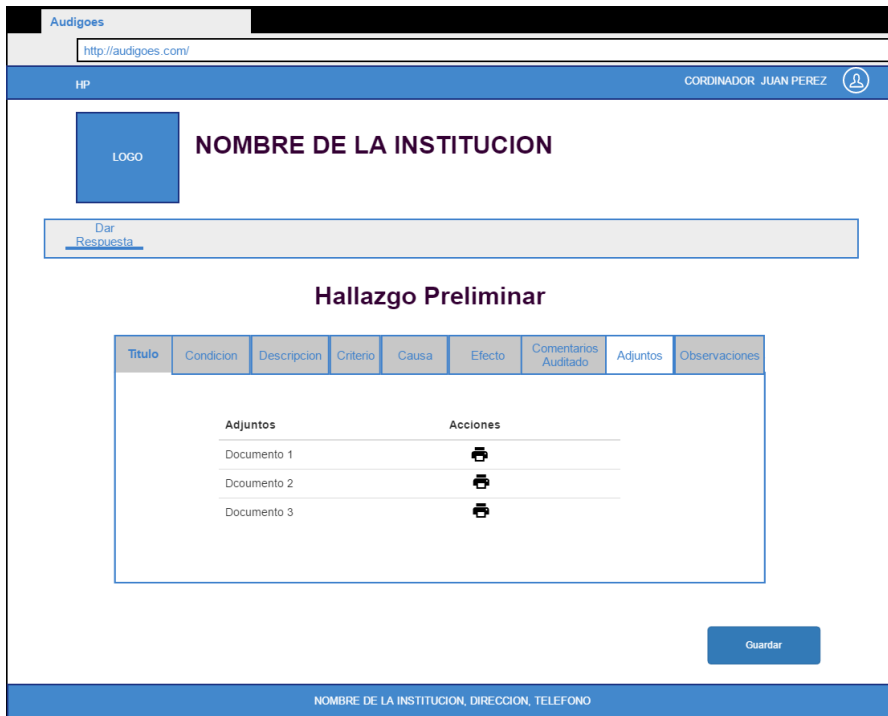 Audigoes
http://audigoes.com/
HP
CORDINADOR JUAN PEREZ
LOGO
NOMBRE DE LA INSTITUCION
Dar
Respuesta
Hallazgo Preliminar
Titulo
Condicion
Descripcion
Criterio
Causa
Efecto
Comentarios
Auditado
Adjuntos
Observaciones
Adjuntos Acciones
Documento 1
Dcoumento 2
Documento 3
Guardar
NOMBRE DE LA INSTITUCION, DIRECCION, TELEFONO